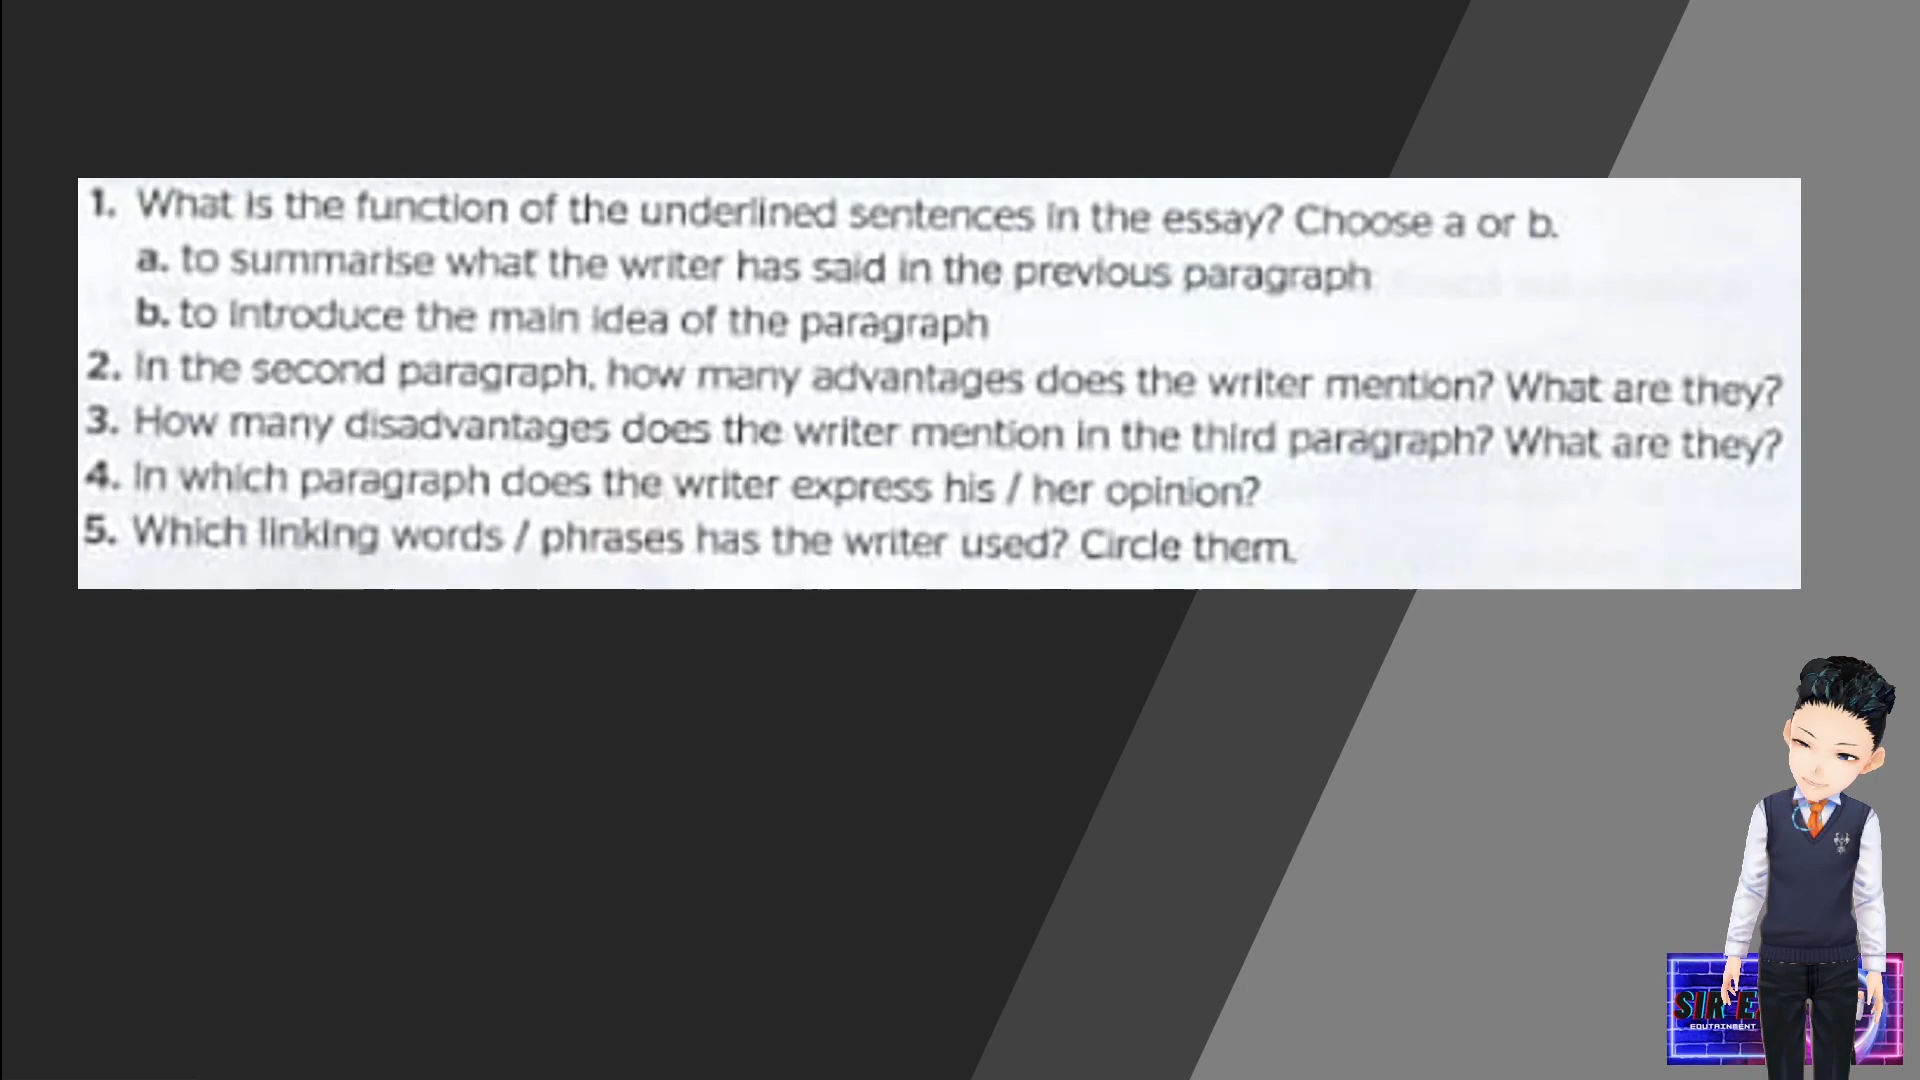 1. What is the function of the underlined sentences in the essay? Choose a or b.
a. to summarise what the writer has said in the previous paragraph
b. to introduce the main idea of the paragraph
2. In the second paragraph, how many advantages does the writer mention? What are they?
3. How many disadvantages does the writer mention in the third paragraph? What are they?
4. In which paragraph does the writer express his / her opinion?
5. Which linking words / phrases has the writer used? Circle them.
SIR E
EDUTAINMENT